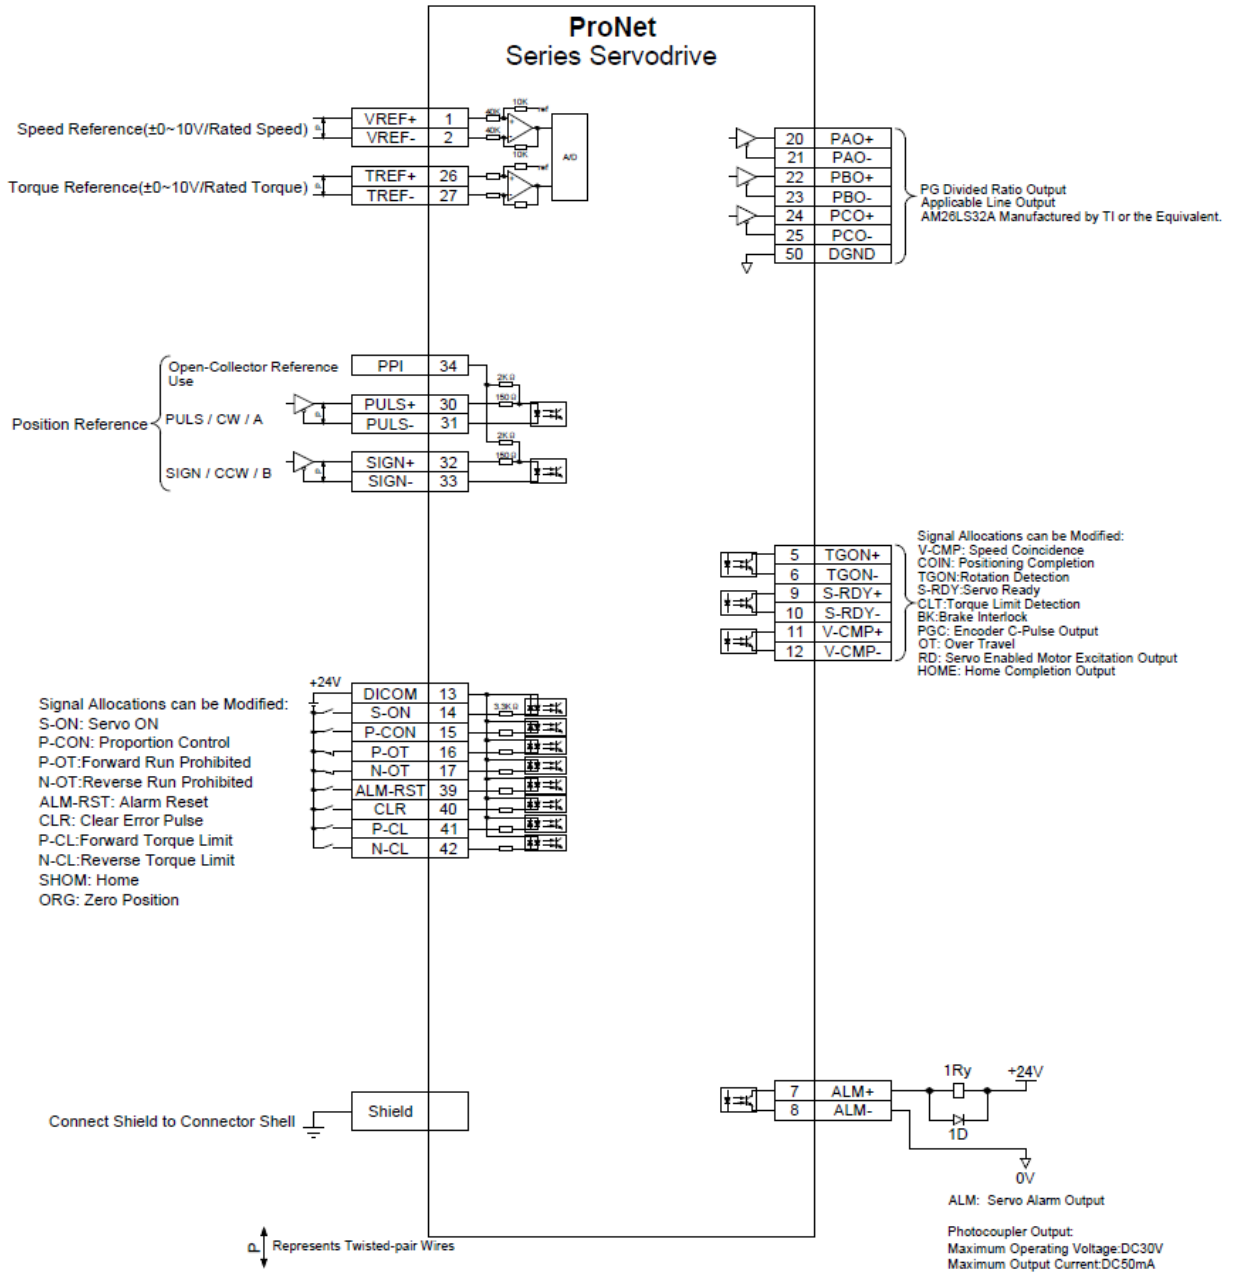 ProNet
Series Servodrive
Speed Reference(±0~10V/Rated Speed)
P
VREF+ 1
VREF- 2
40K
40K
10K
ref
10K
A/D
Torque Reference(±0~10V/Rated Torque)
P
TREF+ 26
TREF- 27
ref
20 PAO+
21 PAO-
22 PBO+
23 PBO-
24 PCO+
25 PCO-
50 DGND
PG Divided Ratio Output
Applicable Line Output
AM26LS32A Manufactured by TI or the Equivalent.
Position Reference
Open-Collector Reference
Use
PPI 34
2KΩ
150Ω
PULS / CW / A
P
PULS+ 30
PULS- 31
2KΩ
150Ω
SIGN / CCW / B
P
SIGN+ 32
SIGN- 33
5 TGON+
6 TGON-
9 S-RDY+
10 S-RDY-
11 V-CMP+
12 V-CMP-
Signal Allocations can be Modified:
V-CMP: Speed Coincidence
COIN: Positioning Completion
TGON:Rotation Detection
S-RDY:Servo Ready
CLT:Torque Limit Detection
BK:Brake Interlock
PGC: Encoder C-Pulse Output
OT: Over Travel
RD: Servo Enabled Motor Excitation Output
HOME: Home Completion Output
+24V
Signal Allocations can be Modified:
S-ON: Servo ON
P-CON: Proportion Control
P-OT:Forward Run Prohibited
N-OT:Reverse Run Prohibited
ALM-RST: Alarm Reset
CLR: Clear Error Pulse
P-CL:Forward Torque Limit
N-CL:Reverse Torque Limit
SHOM: Home
ORG: Zero Position
DICOM 13
S-ON 14
P-CON 15
P-OT 16
N-OT 17
ALM-RST 39
CLR 40
P-CL 41
N-CL 42
3.3KΩ
Connect Shield to Connector Shell
Shield
7 ALM+
8 ALM-
1Ry
+24V
1D
0V
ALM: Servo Alarm Output
Photocoupler Output:
Maximum Operating Voltage:DC30V
Maximum Output Current:DC50mA
P Represents Twisted-pair Wires